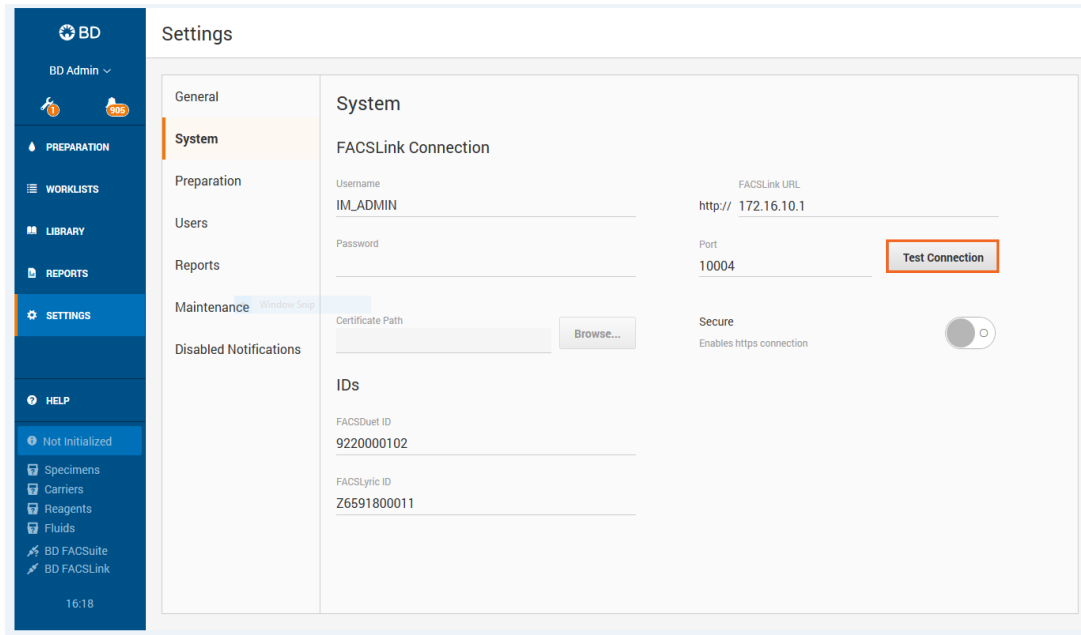 BD
Settings
BD Admin
1
905
PREPARATION
WORKLISTS
LIBRARY
REPORTS
SETTINGS
HELP
Not Initialized
Specimens
Carriers
Reagents
Fluids
BD FACSuite
BD FACSLink
16:18
General
System
Preparation
Users
Reports
Maintenance
Window Snip
Disabled Notifications
System
FACSLink Connection
Username
IM_ADMIN
FACSLink URL
http:// 172.16.10.1
Password
Port
10004
Test Connection
Certificate Path
Browse...
Secure
Enables https connection
IDs
FACSDuet ID
9220000102
FACSLyric ID
Z6591800011